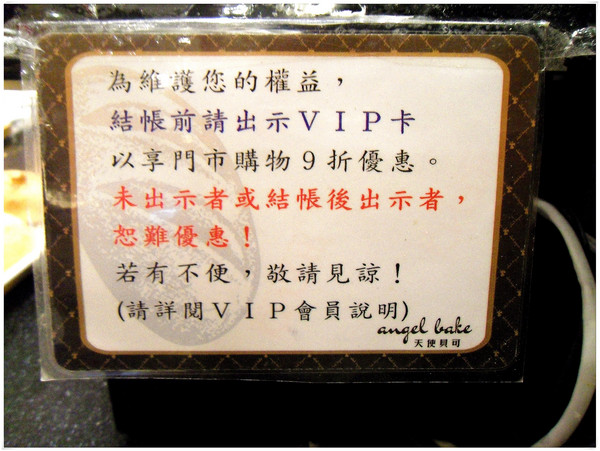 為維護您的權益，
結帳前請出示ＶＩＰ卡
以享門市購物９折優惠。
未出示者或結帳後出示者，
恕難優惠！
若有不便，敬請見諒！
(請詳閱ＶＩＰ會員說明)
angel bake
天使貝司